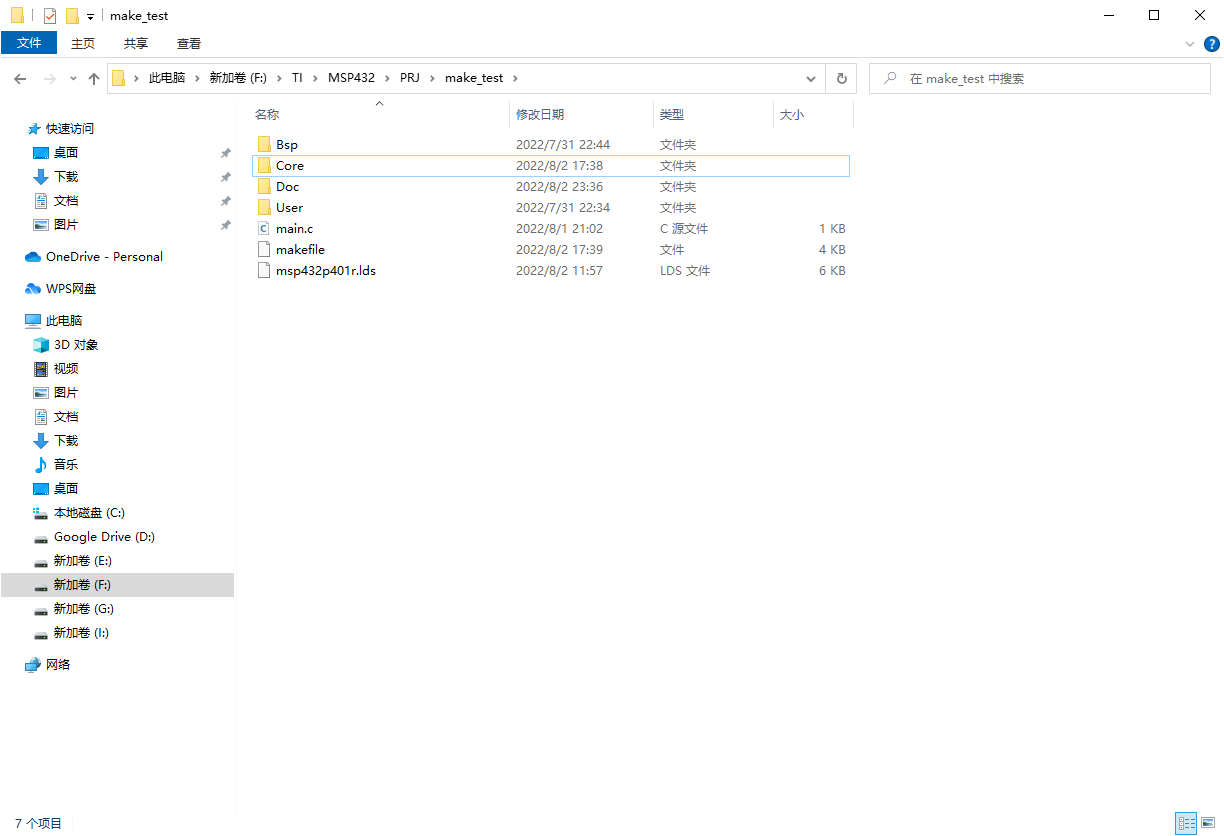 make_test
文件 主页 共享 查看
此电脑 新加卷 (F:) TI MSP432 PRJ make_test
在 make_test 中搜索
名称 修改日期 类型 大小
Bsp 2022/7/31 22:44 文件夹
Core 2022/8/2 17:38 文件夹
Doc 2022/8/2 23:36 文件夹
User 2022/7/31 22:34 文件夹
main.c 2022/8/1 21:02 C 源文件 1 KB
makefile 2022/8/2 17:39 文件 4 KB
msp432p401r.lds 2022/8/2 11:57 LDS 文件 6 KB
快速访问
桌面
下载
文档
图片
OneDrive - Personal
WPS网盘
此电脑
3D 对象
视频
图片
文档
下载
音乐
桌面
本地磁盘 (C:)
Google Drive (D:)
新加卷 (E:)
新加卷 (F:)
新加卷 (G:)
新加卷 (I:)
网络
7 个项目